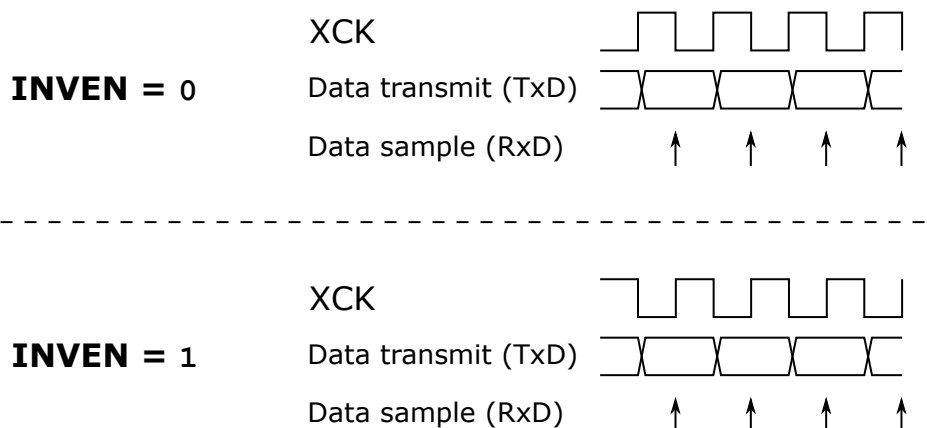 XCK
INVEN = 0
Data transmit (TxD)
Data sample (RxD)
XCK
INVEN = 1
Data transmit (TxD)
Data sample (RxD)